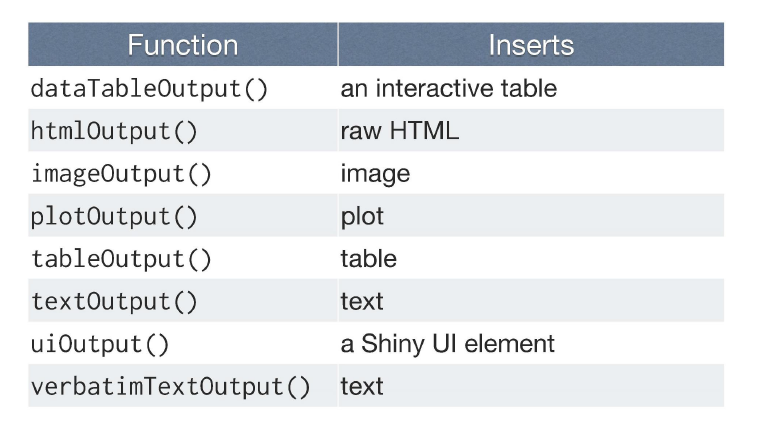 Function Inserts
dataTableOutput() an interactive table
htmlOutput() raw HTML
imageOutput() image
plotOutput() plot
tableOutput() table
textOutput() text
uiOutput() a Shiny UI element
verbatimTextOutput() text